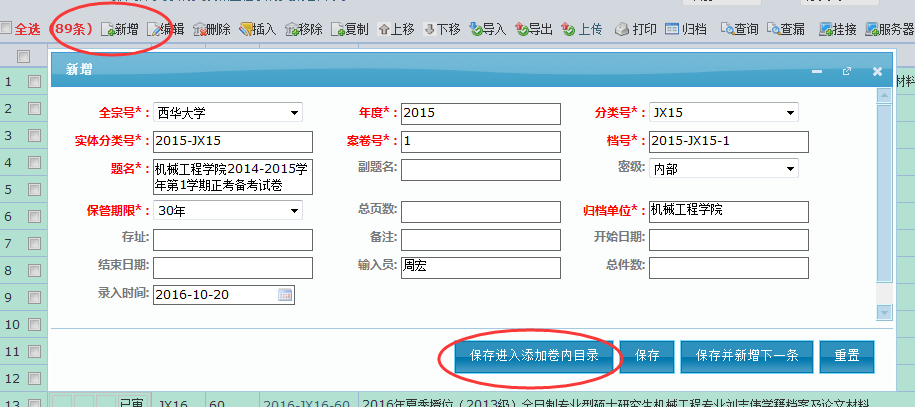 全选 (89条) 新增 编辑 删除 插入 移除 复制 上移 下移 导入 导出 上传 打印 归档 查询 查漏 挂接 服务器
新增
1 材料
2
3
4
5
6
7
8
9
10
11
12
全宗号*: 西华大学 年度*: 2015 分类号*: JX15
实体分类号*: 2015-JX15 案卷号*: 1 档号*: 2015-JX15-1
题名*: 机械工程学院2014-2015学年第1学期正考备考试卷 副题名: 密级: 内部
保管期限*: 30年 总页数: 归档单位*: 机械工程学院
存址: 备注: 开始日期:
结束日期: 输入员: 周宏 总件数:
录入时间: 2016-10-20
保存进入添加卷内目录 保存 保存并新增下一条 重置
13 已审 JX16 60 2016-JX16-60 2016年夏季授位（2013级）全日制专业型硕士研究生机械工程专业刘志伟学籍档案及论文材料